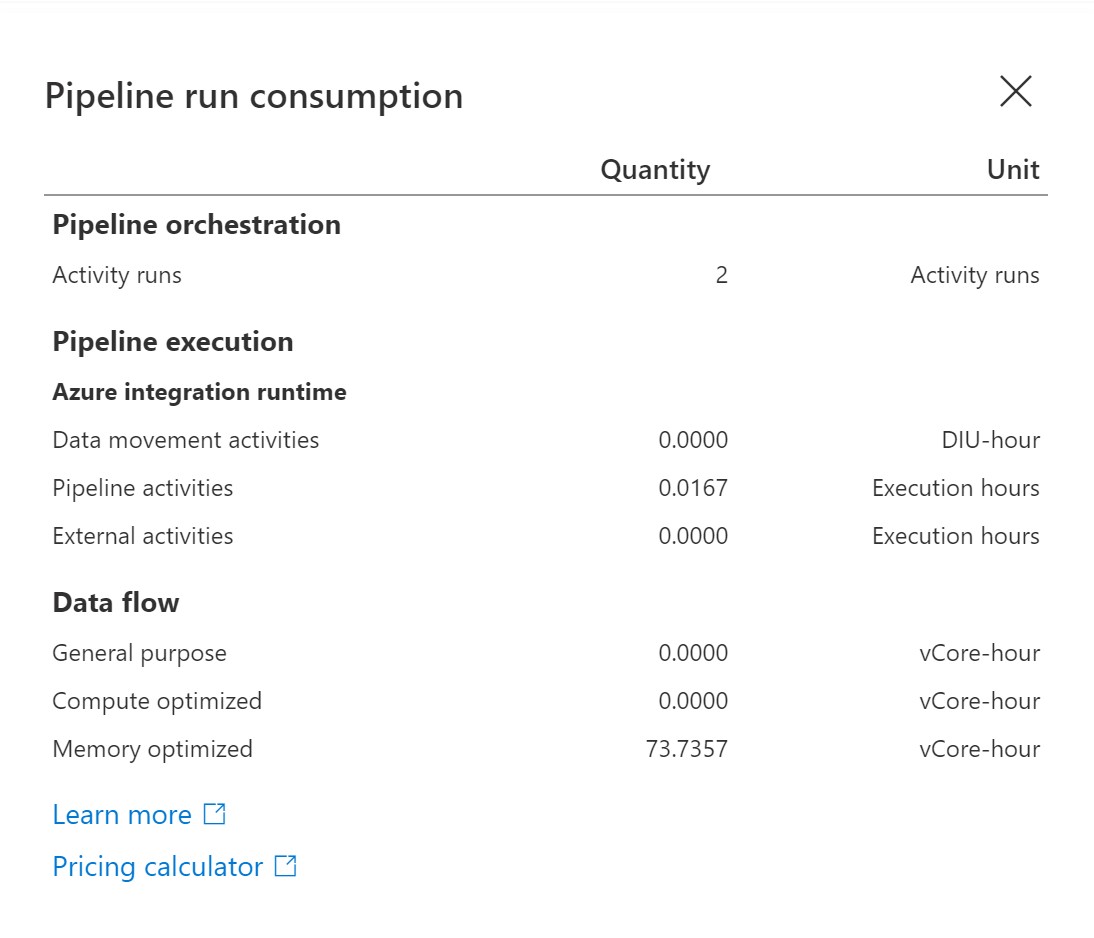 Pipeline run consumption
Quantity Unit
Pipeline orchestration
Activity runs 2 Activity runs
Pipeline execution
Azure integration runtime
Data movement activities 0.0000 DIU-hour
Pipeline activities 0.0167 Execution hours
External activities 0.0000 Execution hours
Data flow
General purpose 0.0000 vCore-hour
Compute optimized 0.0000 vCore-hour
Memory optimized 73.7357 vCore-hour
Learn more
Pricing calculator